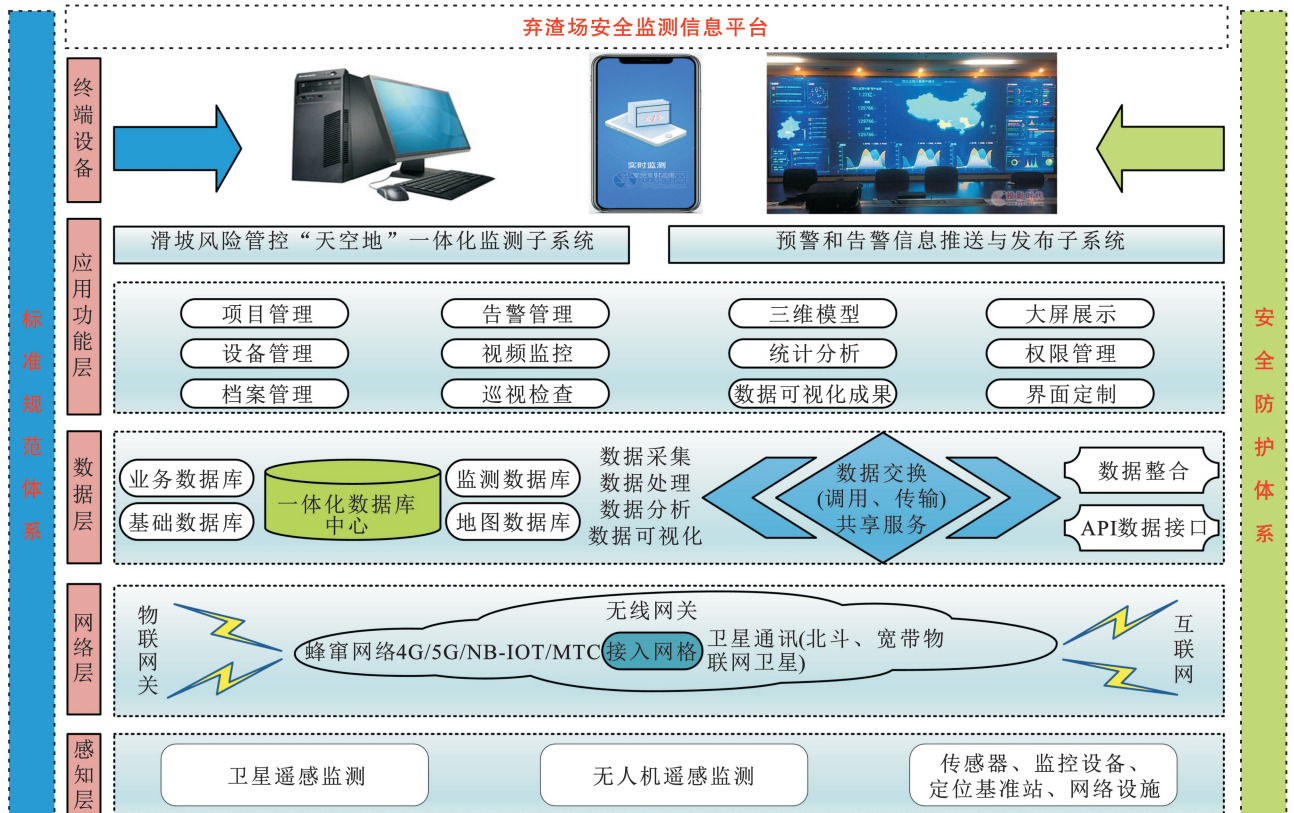 弃渣场安全监测信息平台
标准规范体系
安全防护体系
终端设备
实时监测
应用功能层
滑坡风险管控“天空地”一体化监测子系统
预警和告警信息推送与发布子系统
项目管理
告警管理
三维模型
大屏展示
设备管理
视频监控
统计分析
权限管理
档案管理
巡视检查
数据可视化成果
界面定制
数据层
业务数据库
基础数据库
一体化数据库
中心
监测数据库
地图数据库
数据采集
数据处理
数据分析
数据可视化
数据交换
(调用、传输)
共享服务
数据整合
API数据接口
网络层
物联网关
无线网关
蜂窜网络4G/5G/NB-IOT/MTC
接入网格
卫星通讯(北斗、宽带物
联网卫星)
互联网
感知层
卫星遥感监测
无人机遥感监测
传感器、监控设备、
定位基准站、网络设施